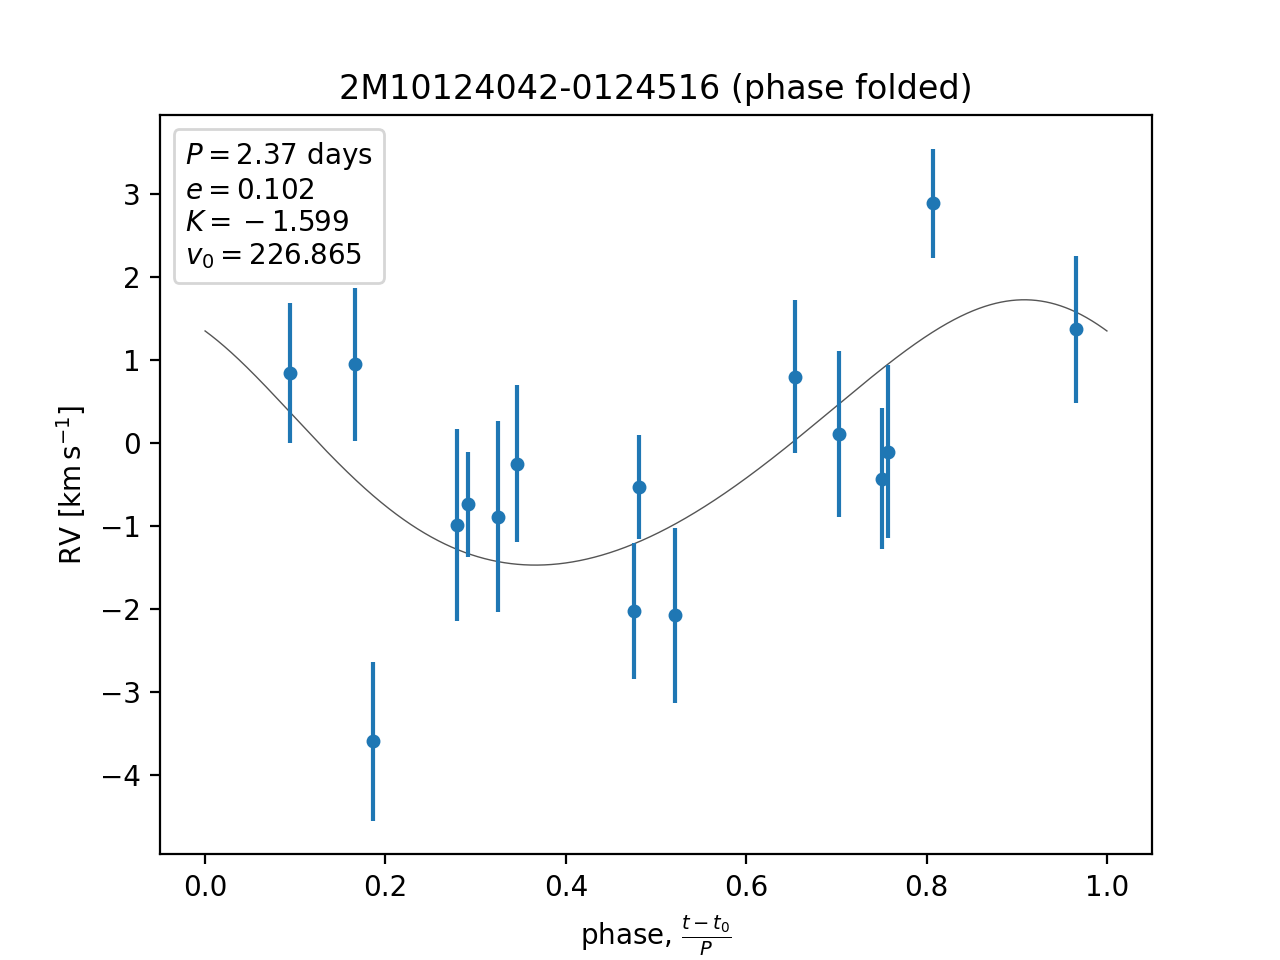 2M10124042-0124516 (phase folded)
P = 2.37 days
e = 0.102
K = −1.599
v₀ = 226.865
3
2
1
0
−1
−2
−3
−4
RV [km s⁻¹]
0.0 0.2 0.4 0.6 0.8 1.0
phase, (t − t₀)/P